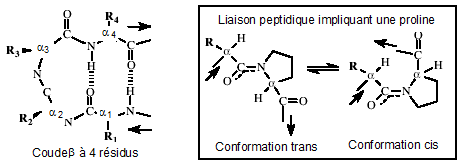 R₄
O
α₄
N
α₃
R₃
H
O
N
H
C
O
α₂
C
α₁
R₂
N
N
R₁
Coudeβ à 4 résidus
Liaison peptidique impliquant une proline
H
R
α
C
N
O
α
H
C
O
Conformation trans
O
C
H
R
α
H
α
C
N
O
Conformation cis